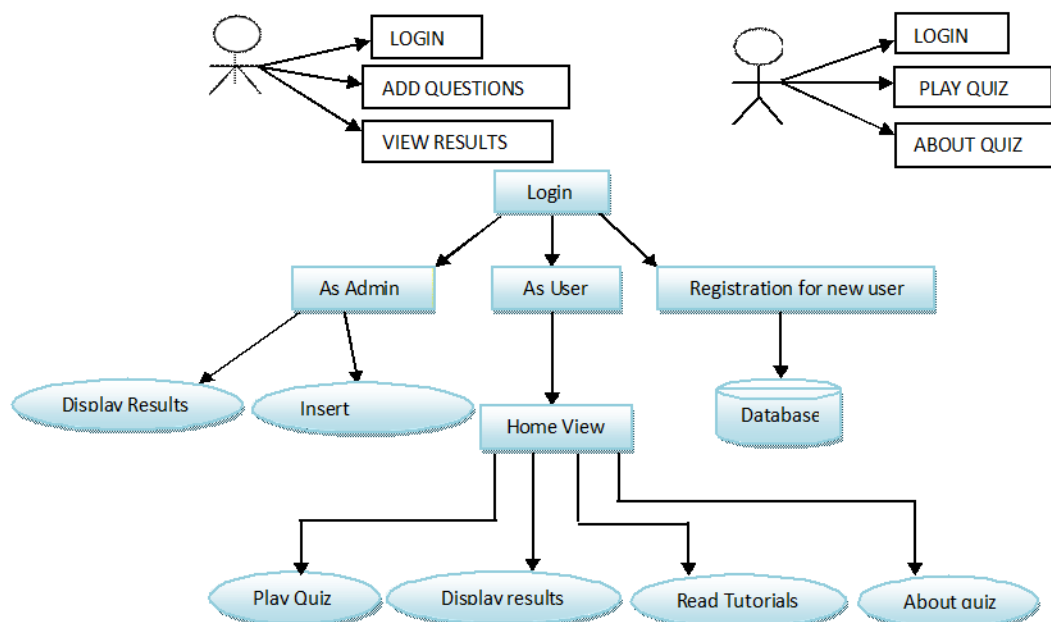 LOGIN
ADD QUESTIONS
VIEW RESULTS
LOGIN
PLAY QUIZ
ABOUT QUIZ
Login
As Admin
As User
Registration for new user
Display Results
Insert
Database
Home View
Play Quiz
Display results
Read Tutorials
About quiz